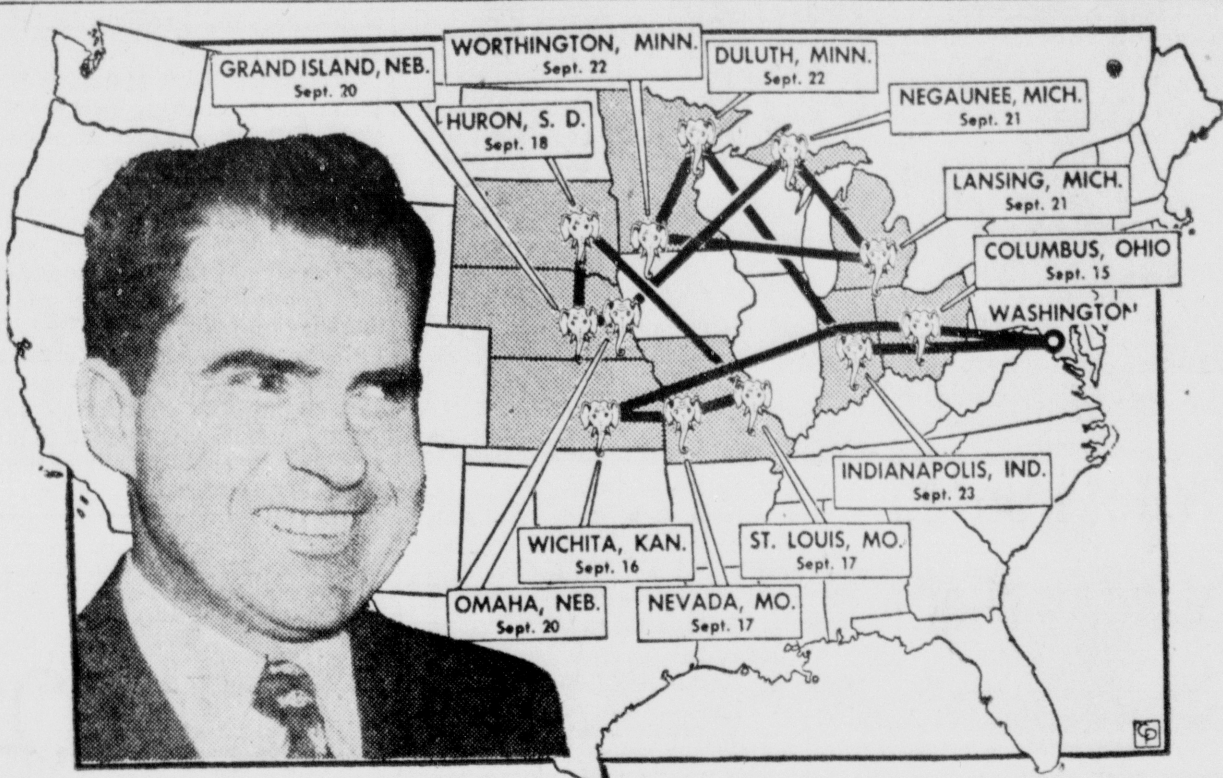 WORTHINGTON, MINN.
Sept. 22
DULUTH, MINN.
Sept. 22
GRAND ISLAND, NEB.
Sept. 20
NEGAUNEE, MICH.
Sept. 21
HURON, S. D.
Sept. 18
LANSING, MICH.
Sept. 21
COLUMBUS, OHIO
Sept. 15
WASHINGTON
INDIANAPOLIS, IND.
Sept. 23
WICHITA, KAN.
Sept. 16
ST. LOUIS, MO.
Sept. 17
OMAHA, NEB.
Sept. 20
NEVADA, MO.
Sept. 17
CP